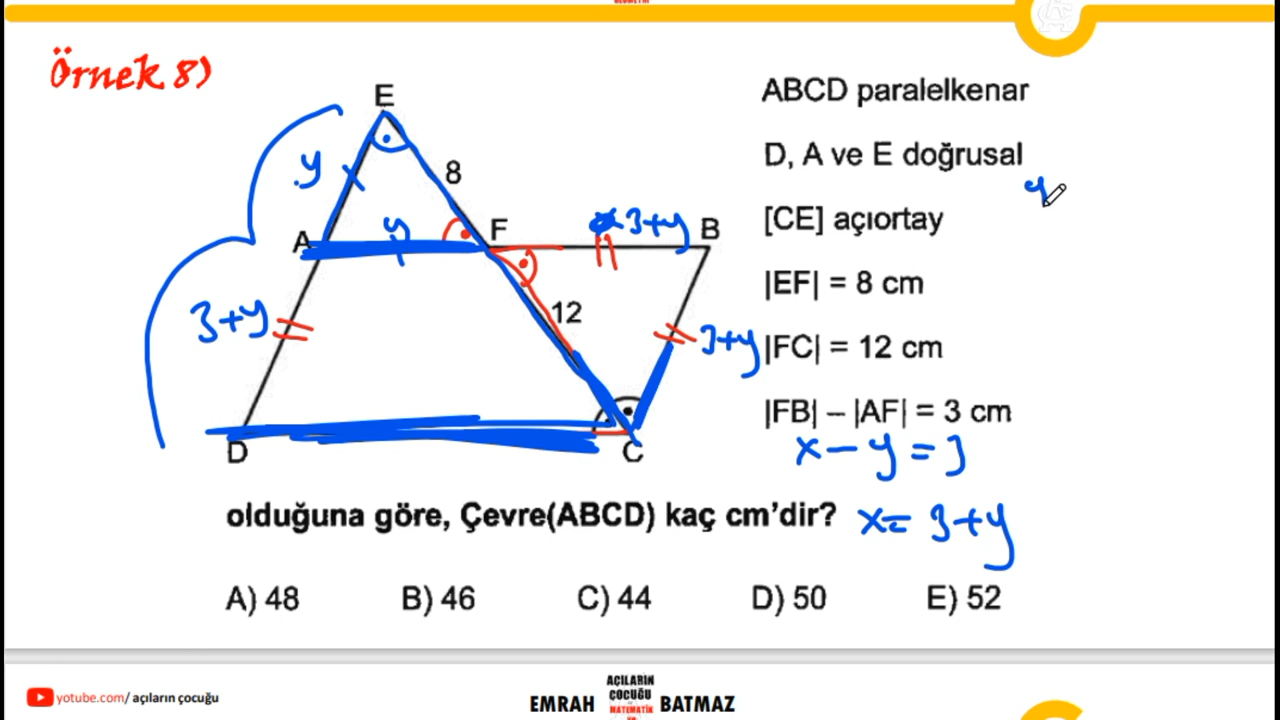 GEOMETRİ
Örnek 8)
E
y
8
A
y
F
3+y
B
3+y
12
3+y
D
C
ABCD paralelkenar
D, A ve E doğrusal
y
[CE] açıortay
|EF| = 8 cm
|FC| = 12 cm
|FB| – |AF| = 3 cm
x – y = 3
olduğuna göre, Çevre(ABCD) kaç cm'dir?
x = 3+y
A) 48 B) 46 C) 44 D) 50 E) 52
yotube.com/ açıların çocuğu
EMRAH
AÇILARIN
ÇOCUĞU
MATEMATİK
BATMAZ